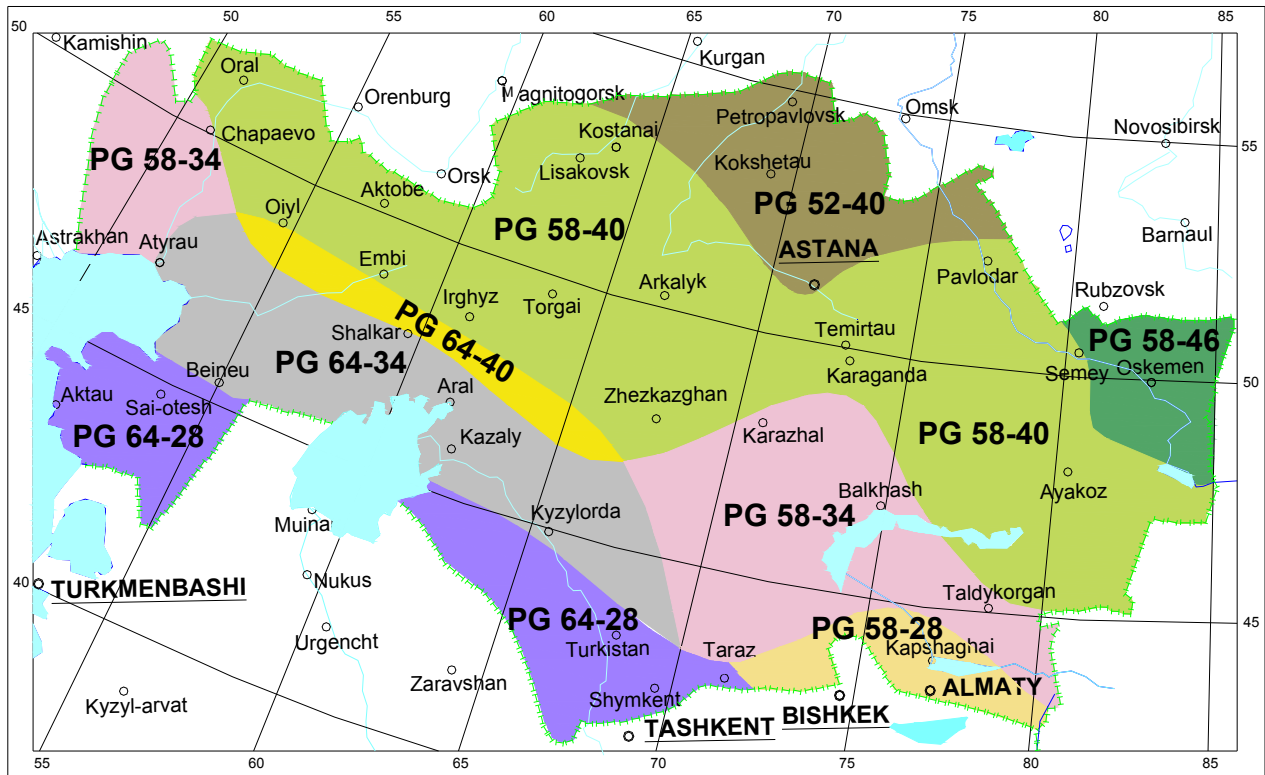 50
55
60
65
70
75
80
85
50
Kamishin
Kurgan
Oral
Orenburg
Magnitogorsk
Petropavlovsk
Omsk
Novosibirsk
55
Chapaevo
Kostanai
PG 58-34
Lisakovsk
Kokshetau
Orsk
Aktobe
PG 52-40
Oiyl
PG 58-40
Astrakhan
Atyrau
ASTANA
Barnaul
Embi
Arkalyk
Pavlodar
Rubzovsk
Irghyz
Torgai
45
Shalkar
PG 64-40
Temirtau
PG 58-46
PG 64-34
Beineu
Karaganda
Semey
Oskemen
50
Aktau
Sai-otesh
Aral
Zhezkazghan
PG 64-28
Kazaly
Karazhal
PG 58-40
Balkhash
Ayakoz
Muina
Kyzylorda
PG 58-34
40
TURKMENBASHI
Nukus
Taldykorgan
PG 64-28
PG 58-28
45
Urgencht
Turkistan
Taraz
Kapshaghai
Zaravshan
Shymkent
ALMATY
Kyzyl-arvat
TASHKENT
BISHKEK
55
60
65
70
75
80
85